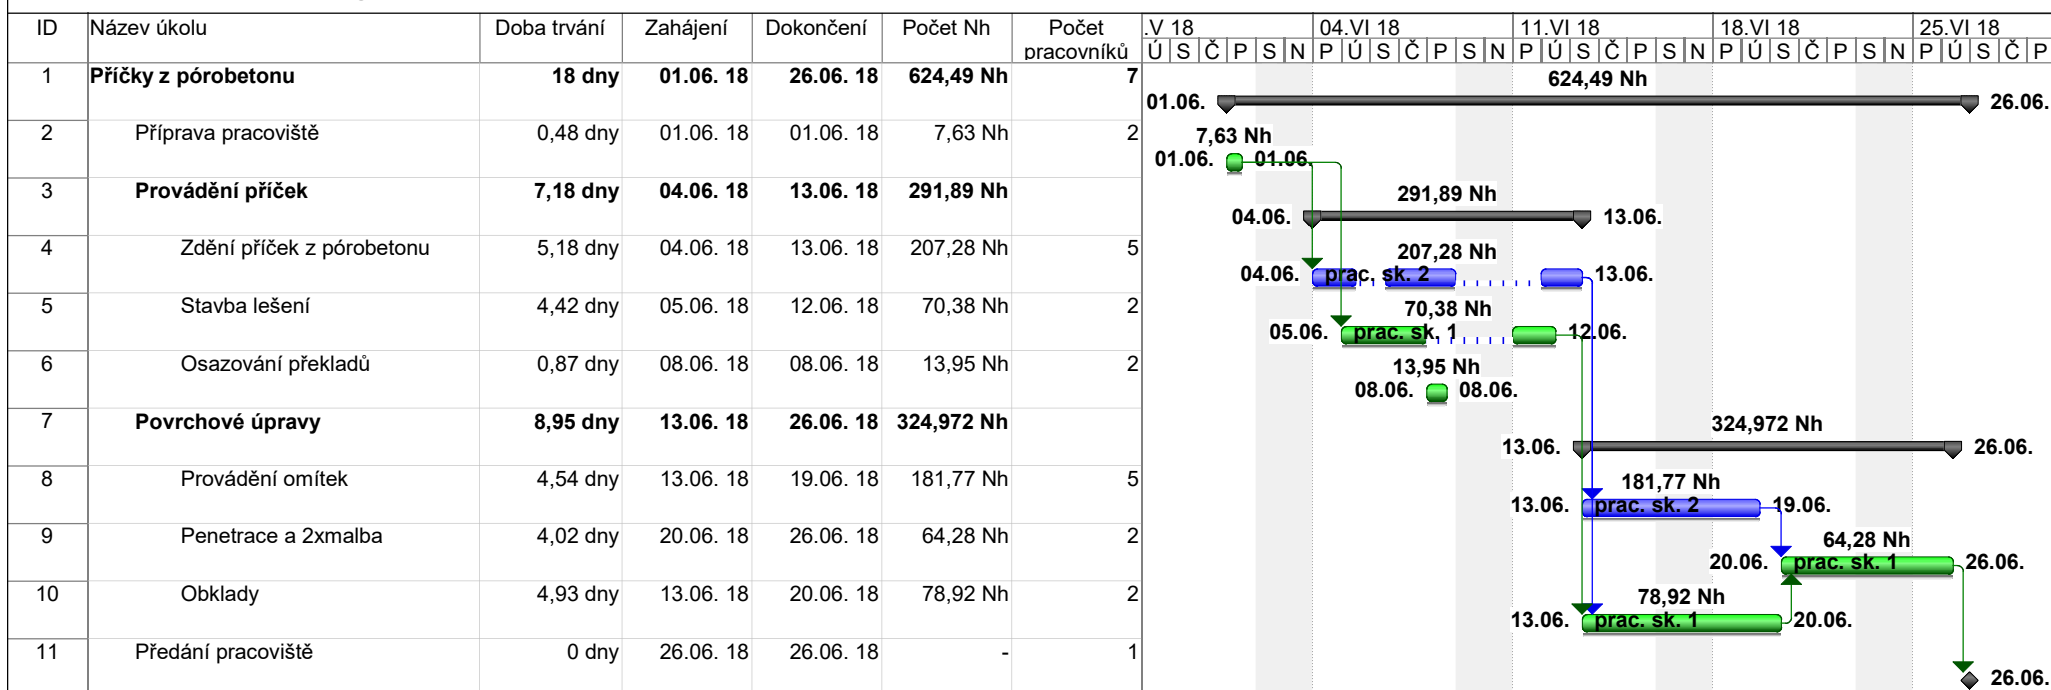 ID Název úkolu Doba trvání Zahájení Dokončení Počet Nh Počet pracovníků .V 18 04.VI 18 11.VI 18 18.VI 18 25.VI 18
Ú S Č P S N P Ú S Č P S N P Ú S Č P S N P Ú S Č P S N P Ú S Č P
1 Příčky z pórobetonu 18 dny 01.06. 18 26.06. 18 624,49 Nh 7
624,49 Nh
01.06. 26.06.
2 Příprava pracoviště 0,48 dny 01.06. 18 01.06. 18 7,63 Nh 2
7,63 Nh
01.06. 01.06.
3 Provádění příček 7,18 dny 04.06. 18 13.06. 18 291,89 Nh
291,89 Nh
04.06. 13.06.
4 Zdění příček z pórobetonu 5,18 dny 04.06. 18 13.06. 18 207,28 Nh 5
207,28 Nh
04.06. prac. sk. 2 13.06.
5 Stavba lešení 4,42 dny 05.06. 18 12.06. 18 70,38 Nh 2
70,38 Nh
05.06. prac. sk. 1 12.06.
6 Osazování překladů 0,87 dny 08.06. 18 08.06. 18 13,95 Nh 2
13,95 Nh
08.06. 08.06.
7 Povrchové úpravy 8,95 dny 13.06. 18 26.06. 18 324,972 Nh
324,972 Nh
13.06. 26.06.
8 Provádění omítek 4,54 dny 13.06. 18 19.06. 18 181,77 Nh 5
181,77 Nh
13.06. prac. sk. 2 19.06.
9 Penetrace a 2xmalba 4,02 dny 20.06. 18 26.06. 18 64,28 Nh 2
64,28 Nh
20.06. prac. sk. 1 26.06.
10 Obklady 4,93 dny 13.06. 18 20.06. 18 78,92 Nh 2
78,92 Nh
13.06. prac. sk. 1 20.06.
11 Předání pracoviště 0 dny 26.06. 18 26.06. 18 - 1
26.06.